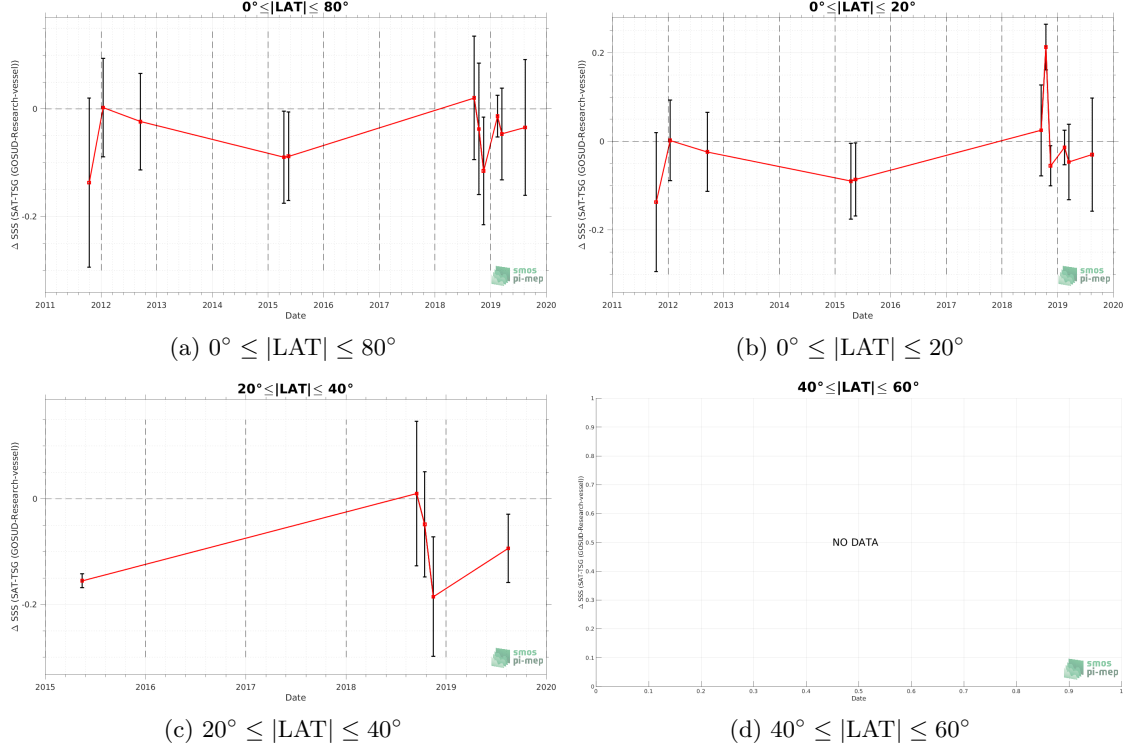 0°≤|LAT|≤ 80°
Δ SSS (SAT-TSG (GOSUD-Research-vessel))
0
-0.2
2011 2012 2013 2014 2015 2016 2017 2018 2019 2020
Date
smos
pi-mep
(a) 0° ≤ |LAT| ≤ 80°
0°≤|LAT|≤ 20°
Δ SSS (SAT-TSG (GOSUD-Research-vessel))
0.2
0
-0.2
2011 2012 2013 2014 2015 2016 2017 2018 2019 2020
Date
smos
pi-mep
(b) 0° ≤ |LAT| ≤ 20°
20°≤|LAT|≤ 40°
Δ SSS (SAT-TSG (GOSUD-Research-vessel))
0
-0.2
2015 2016 2017 2018 2019 2020
Date
smos
pi-mep
(c) 20° ≤ |LAT| ≤ 40°
40°≤|LAT|≤ 60°
Δ SSS (SAT-TSG (GOSUD-Research-vessel))
1
0.9
0.8
0.7
0.6
0.5
0.4
0.3
0.2
0.1
0
NO DATA
0 0.1 0.2 0.3 0.4 0.5 0.6 0.7 0.8 0.9 1
Date
smos
pi-mep
(d) 40° ≤ |LAT| ≤ 60°